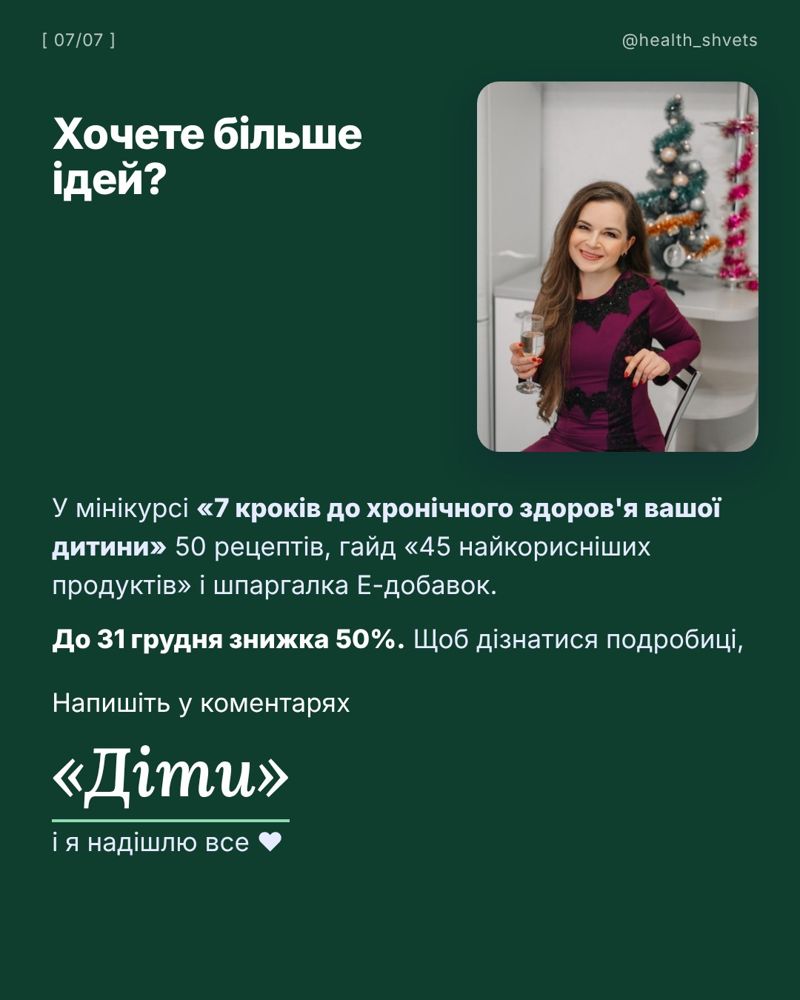 [ 07/07 ]
@health_shvets
Хочете більше
ідей?
У мінікурсі «7 кроків до хронічного здоров'я вашої
дитини» 50 рецептів, гайд «45 найкорисніших
продуктів» і шпаргалка Е-добавок.
До 31 грудня знижка 50%. Щоб дізнатися подробиці,
Напишіть у коментарях
«Діти»
і я надішлю все ♥